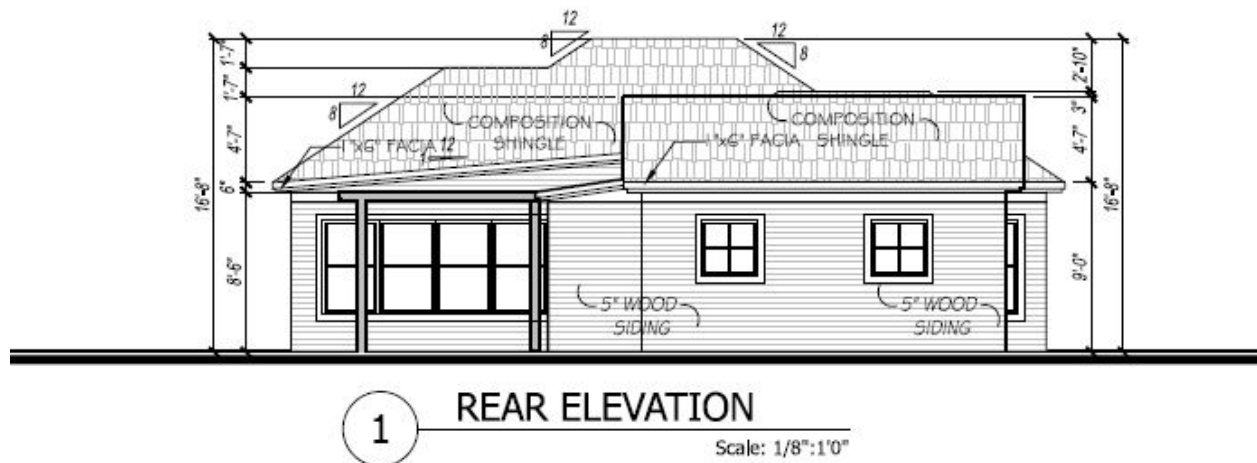 12
8
12
8
12
8
1'-7"
1'-7"
4'-7"
6"
8'-6"
16'-8"
2'-10"
3"
4'-7"
9'-0"
16'-8"
COMPOSITION
SHINGLE
COMPOSITION
SHINGLE
1"x6" FACIA
12
1
1"x6" FACIA
5" WOOD
SIDING
5" WOOD
SIDING
1
REAR ELEVATION
Scale: 1/8":1'0"